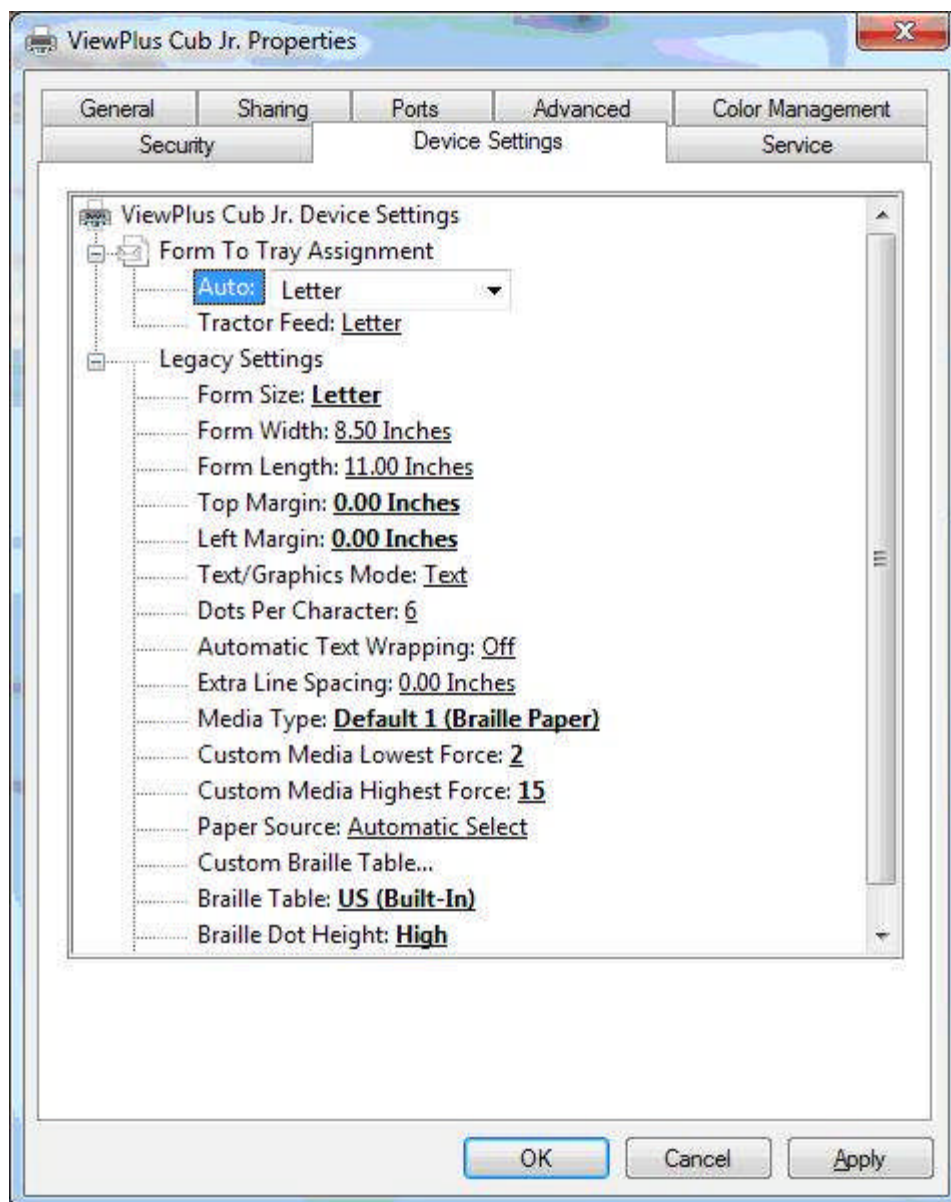 ViewPlus Cub Jr. Properties
General Sharing Ports Advanced Color Management
Security Device Settings Service
ViewPlus Cub Jr. Device Settings
Form To Tray Assignment
Auto: Letter
Tractor Feed: Letter
Legacy Settings
Form Size: Letter
Form Width: 8.50 Inches
Form Length: 11.00 Inches
Top Margin: 0.00 Inches
Left Margin: 0.00 Inches
Text/Graphics Mode: Text
Dots Per Character: 6
Automatic Text Wrapping: Off
Extra Line Spacing: 0.00 Inches
Media Type: Default 1 (Braille Paper)
Custom Media Lowest Force: 2
Custom Media Highest Force: 15
Paper Source: Automatic Select
Custom Braille Table...
Braille Table: US (Built-In)
Braille Dot Height: High
OK Cancel Apply